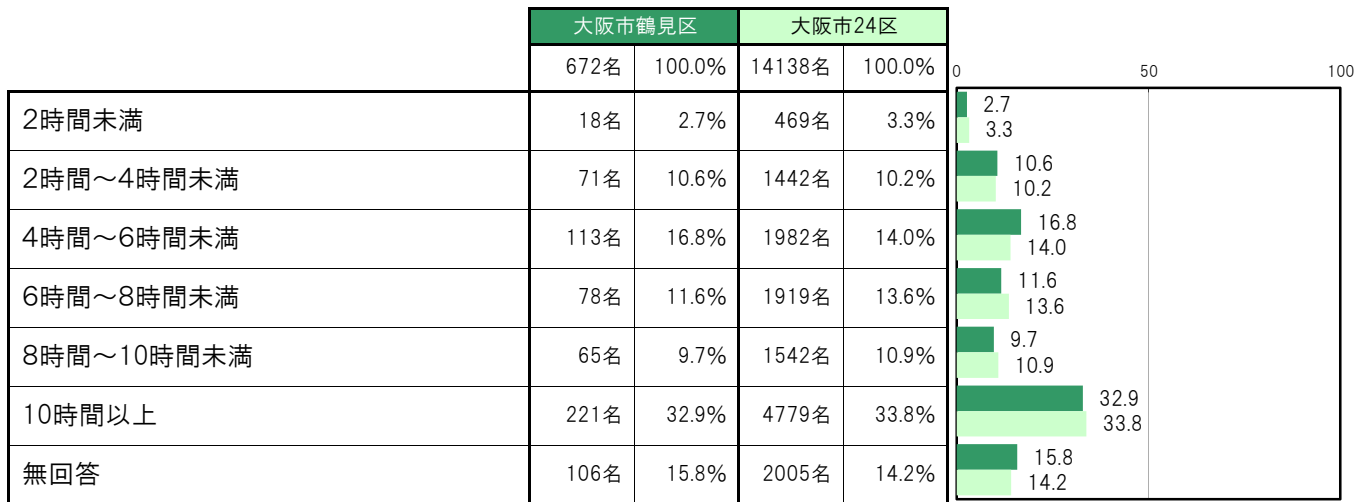 大阪市鶴見区 大阪市24区
672名 100.0% 14138名 100.0% 0 50 100
2時間未満 18名 2.7% 469名 3.3% 2.7
3.3
2時間～4時間未満 71名 10.6% 1442名 10.2% 10.6
10.2
4時間～6時間未満 113名 16.8% 1982名 14.0% 16.8
14.0
6時間～8時間未満 78名 11.6% 1919名 13.6% 11.6
13.6
8時間～10時間未満 65名 9.7% 1542名 10.9% 9.7
10.9
10時間以上 221名 32.9% 4779名 33.8% 32.9
33.8
無回答 106名 15.8% 2005名 14.2% 15.8
14.2